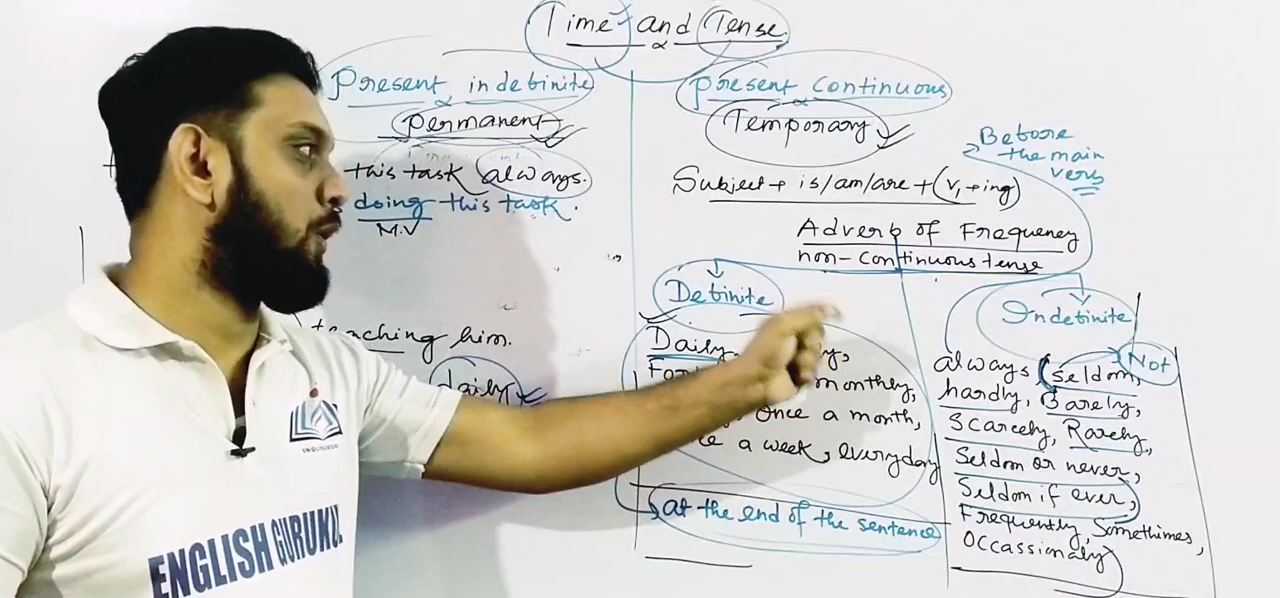 Time and Tense
Present indefinite
Permanent
this task always.
doing this task.
M.V
teaching him.
daily
Present Continuous
Temporary
Subject + is/am/are + (V1 + ing)
Before
the main
verb
Adverb of Frequency
non-continuous tense
Definite
Daily,
monthly,
Once a month,
a week, everyday
at the end of the sentence
Indefinite
Not
always, seldom,
hardly, Barely,
Scarcely, Rarely,
Seldom or never,
Seldom if ever,
Frequently, Somthimes,
Occassionaly
ENGLISH GURUKUL